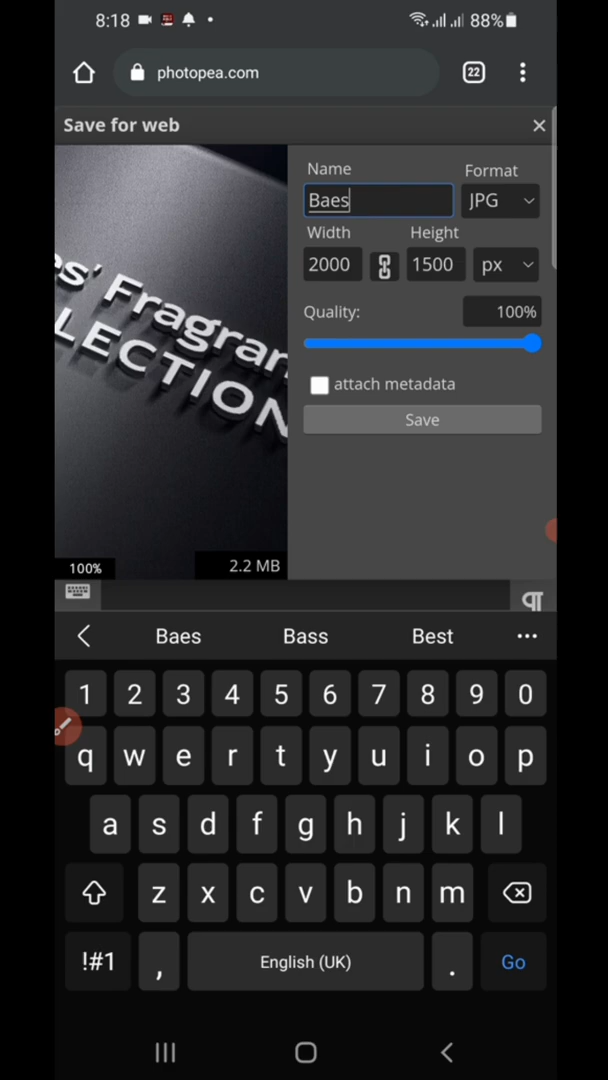 8:18 88%
photopea.com 22
Save for web
Name Format
Baes JPG
Width Height
2000 1500 px
Quality: 100%
attach metadata
Save
es' Fragran
LLECTION
100% 2.2 MB
Baes Bass Best
1 2 3 4 5 6 7 8 9 0
q w e r t y u i o p
a s d f g h j k l
z x c v b n m
!#1 , English (UK) . Go